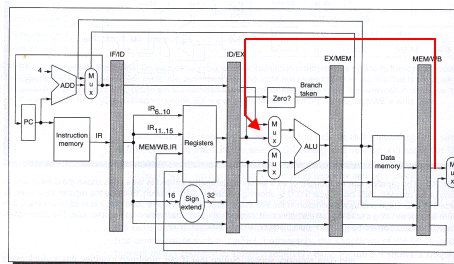 IF/ID
ID/EX
EX/MEM
MEM/WB
4
ADD
M
u
x
Zero?
Branch
taken
PC
Instruction
memory
IR
IR6..10
IR11..15
MEM/WB.IR
Registers
M
u
x
M
u
x
ALU
Data
memory
M
u
x
16
Sign
extend
32